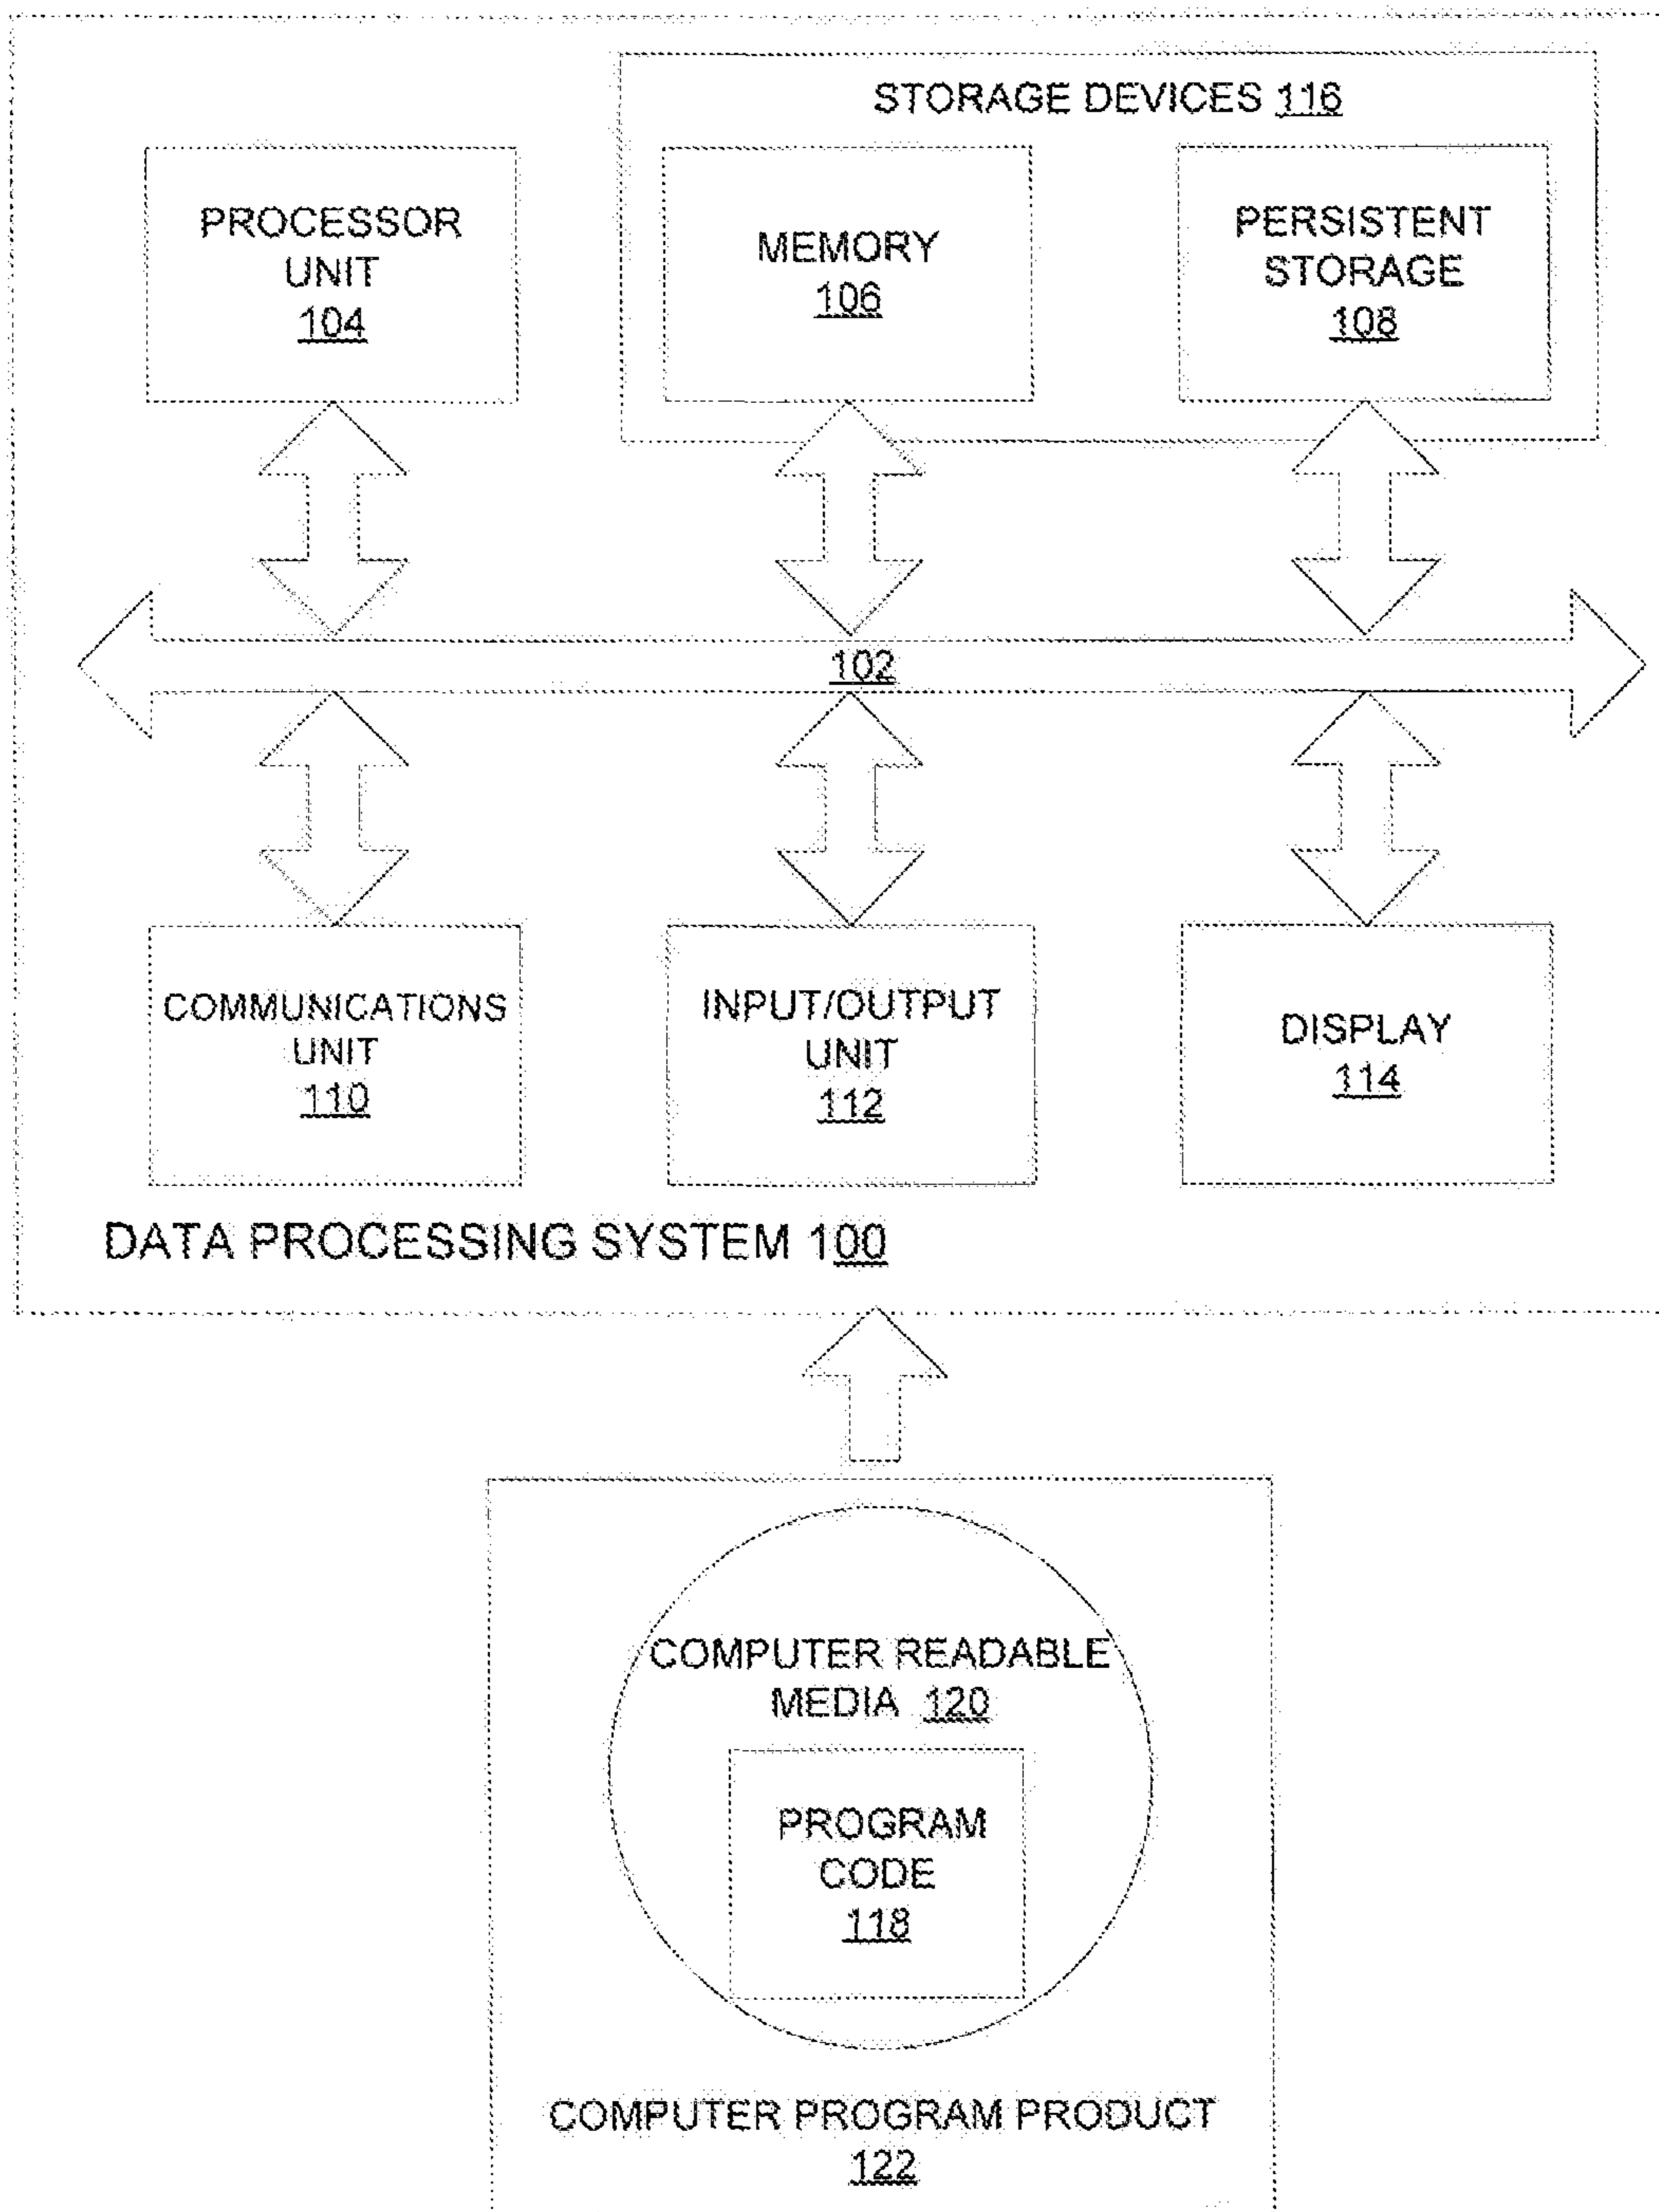 STORAGE DEVICES 116
PROCESSOR
UNIT
104
MEMORY
106
PERSISTENT
STORAGE
108
102
COMMUNICATIONS
UNIT
110
INPUT/OUTPUT
UNIT
112
DISPLAY
114
DATA PROCESSING SYSTEM 100
COMPUTER READABLE
MEDIA 120
PROGRAM
CODE
118
COMPUTER PROGRAM PRODUCT
122